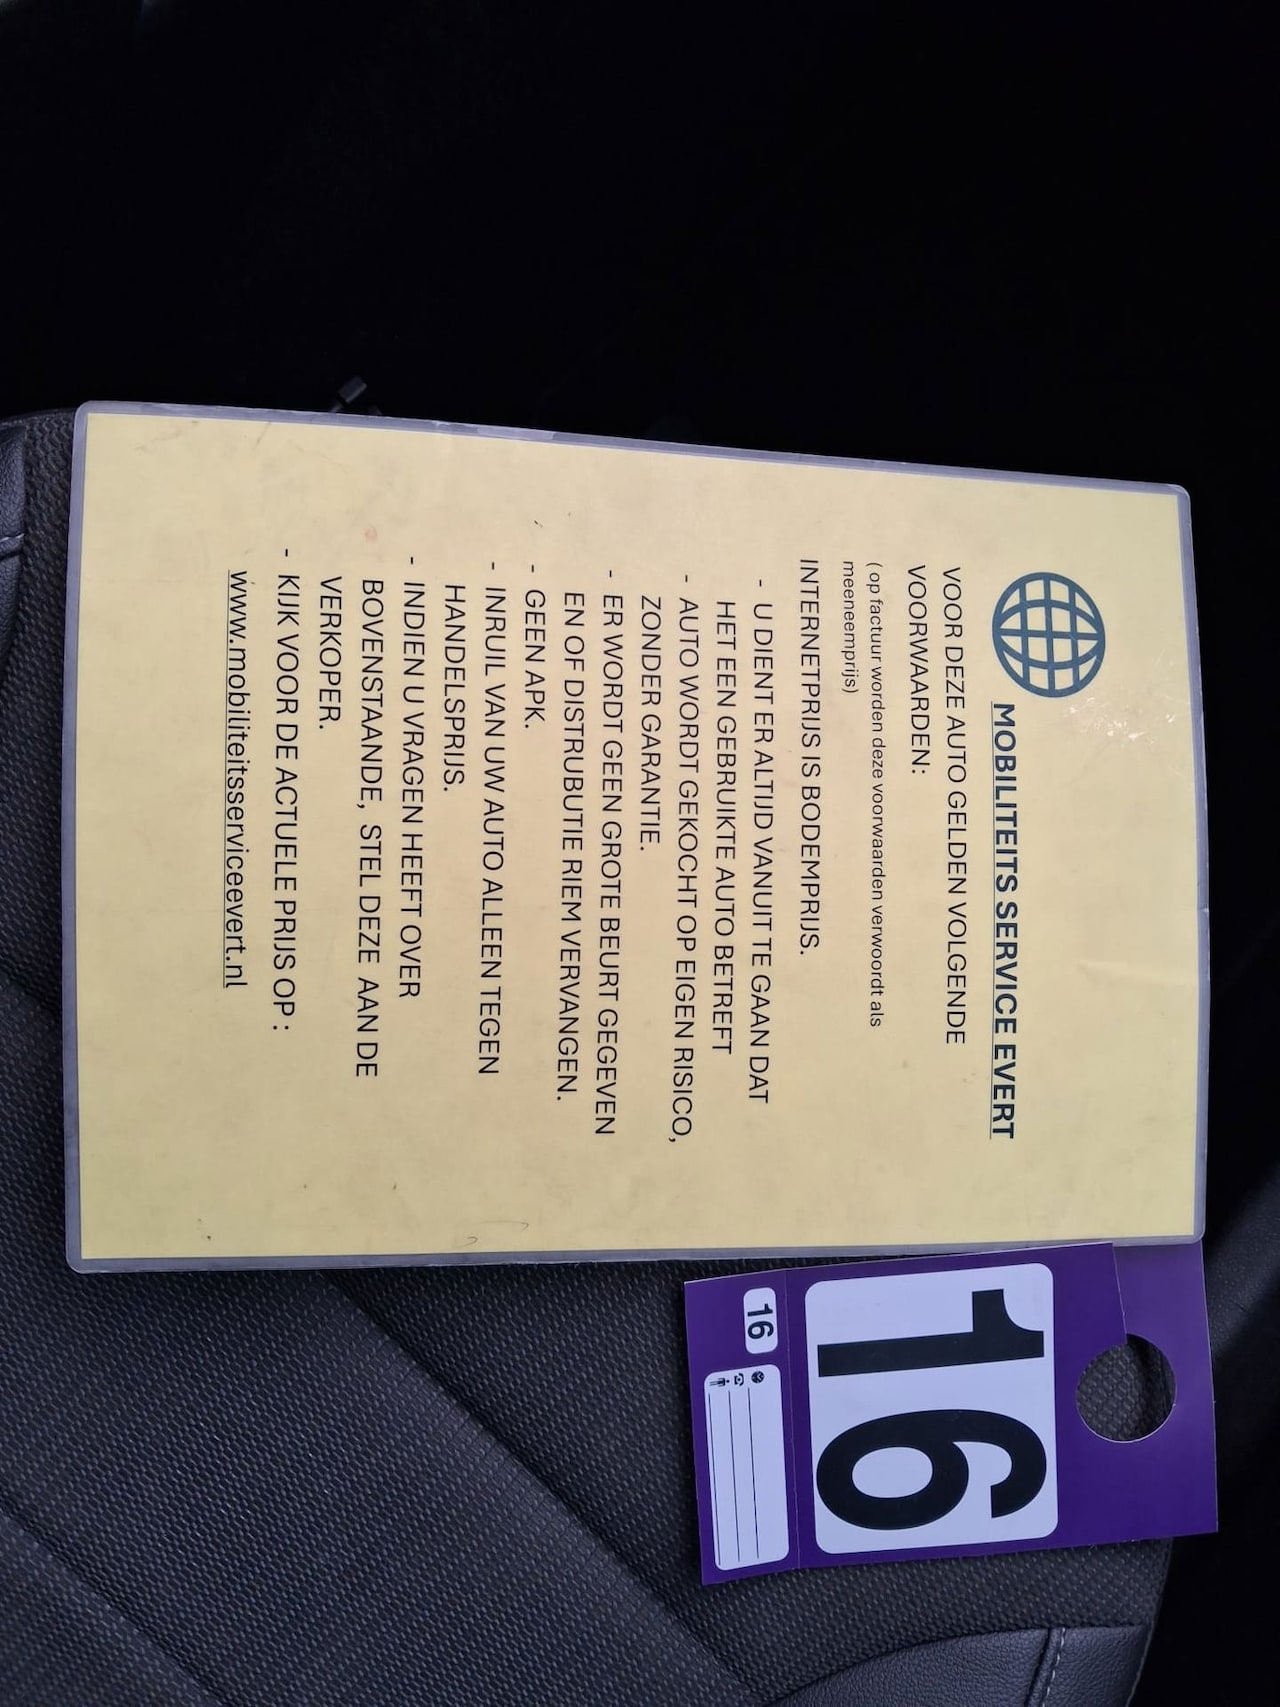 MOBILITEITS SERVICE EVERT
VOOR DEZE AUTO GELDEN VOLGENDE
VOORWAARDEN:
( op factuur worden deze voorwaarden verwoordt als
meeneemprijs)
INTERNETPRIJS IS BODEMPRIJS.
- U DIENT ER ALTIJD VANUIT TE GAAN DAT
HET EEN GEBRUIKTE AUTO BETREFT
- AUTO WORDT GEKOCHT OP EIGEN RISICO,
ZONDER GARANTIE.
- ER WORDT GEEN GROTE BEURT GEGEVEN
EN OF DISTRUBUTIE RIEM VERVANGEN.
- GEEN APK.
- INRUIL VAN UW AUTO ALLEEN TEGEN
HANDELSPRIJS.
- INDIEN U VRAGEN HEEFT OVER
BOVENSTAANDE, STEL DEZE AAN DE
VERKOPER.
- KIJK VOOR DE ACTUELE PRIJS OP :
www.mobiliteitsserviceevert.nl
16
16